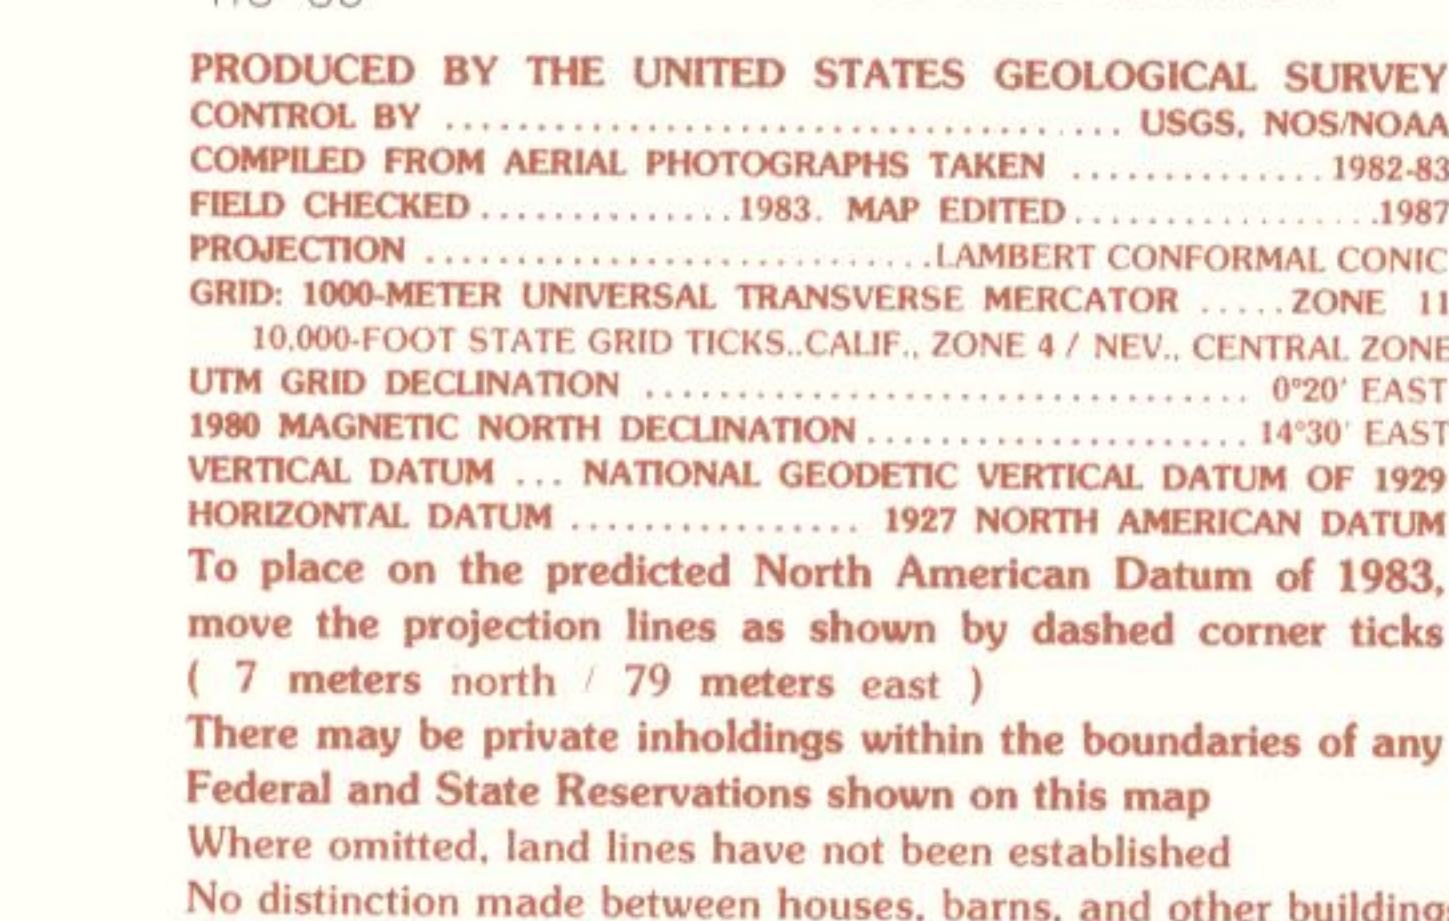 PRODUCED BY THE UNITED STATES GEOLOGICAL SURVEY
CONTROL BY ..................................... USGS, NOS/NOAA
COMPILED FROM AERIAL PHOTOGRAPHS TAKEN .............. 1982-83
FIELD CHECKED ..............1983. MAP EDITED .................1987
PROJECTION ............................LAMBERT CONFORMAL CONIC
GRID: 1000-METER UNIVERSAL TRANSVERSE MERCATOR .....ZONE 11
10,000-FOOT STATE GRID TICKS..CALIF., ZONE 4 / NEV., CENTRAL ZONE
UTM GRID DECLINATION ................................. 0°20' EAST
1980 MAGNETIC NORTH DECLINATION ..................... 14°30' EAST
VERTICAL DATUM ... NATIONAL GEODETIC VERTICAL DATUM OF 1929
HORIZONTAL DATUM ................ 1927 NORTH AMERICAN DATUM
To place on the predicted North American Datum of 1983,
move the projection lines as shown by dashed corner ticks
( 7 meters north / 79 meters east )
There may be private inholdings within the boundaries of any
Federal and State Reservations shown on this map
Where omitted, land lines have not been established
No distinction made between houses, barns, and other building